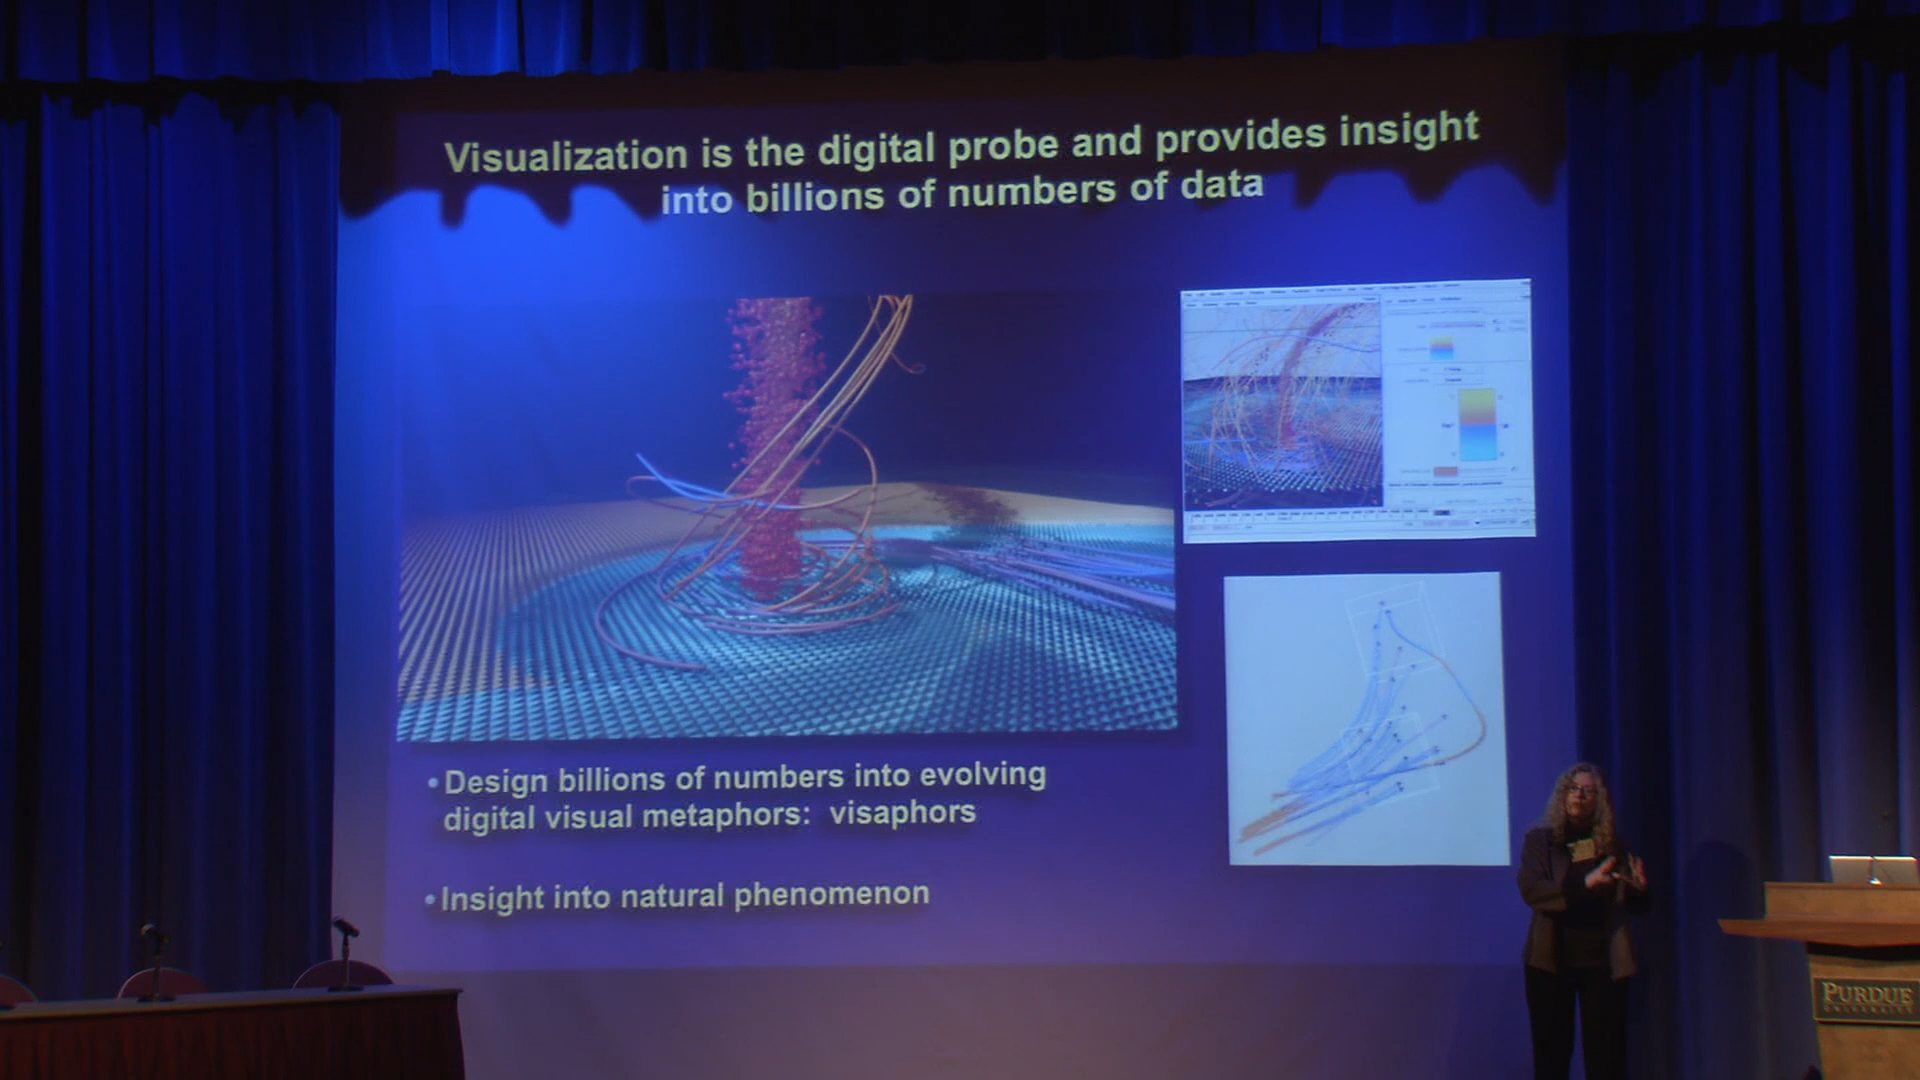 Visualization is the digital probe and provides insight
into billions of numbers of data
•Design billions of numbers into evolving
digital visual metaphors: visaphors
•Insight into natural phenomenon
PURDUE
UNIVERSITY